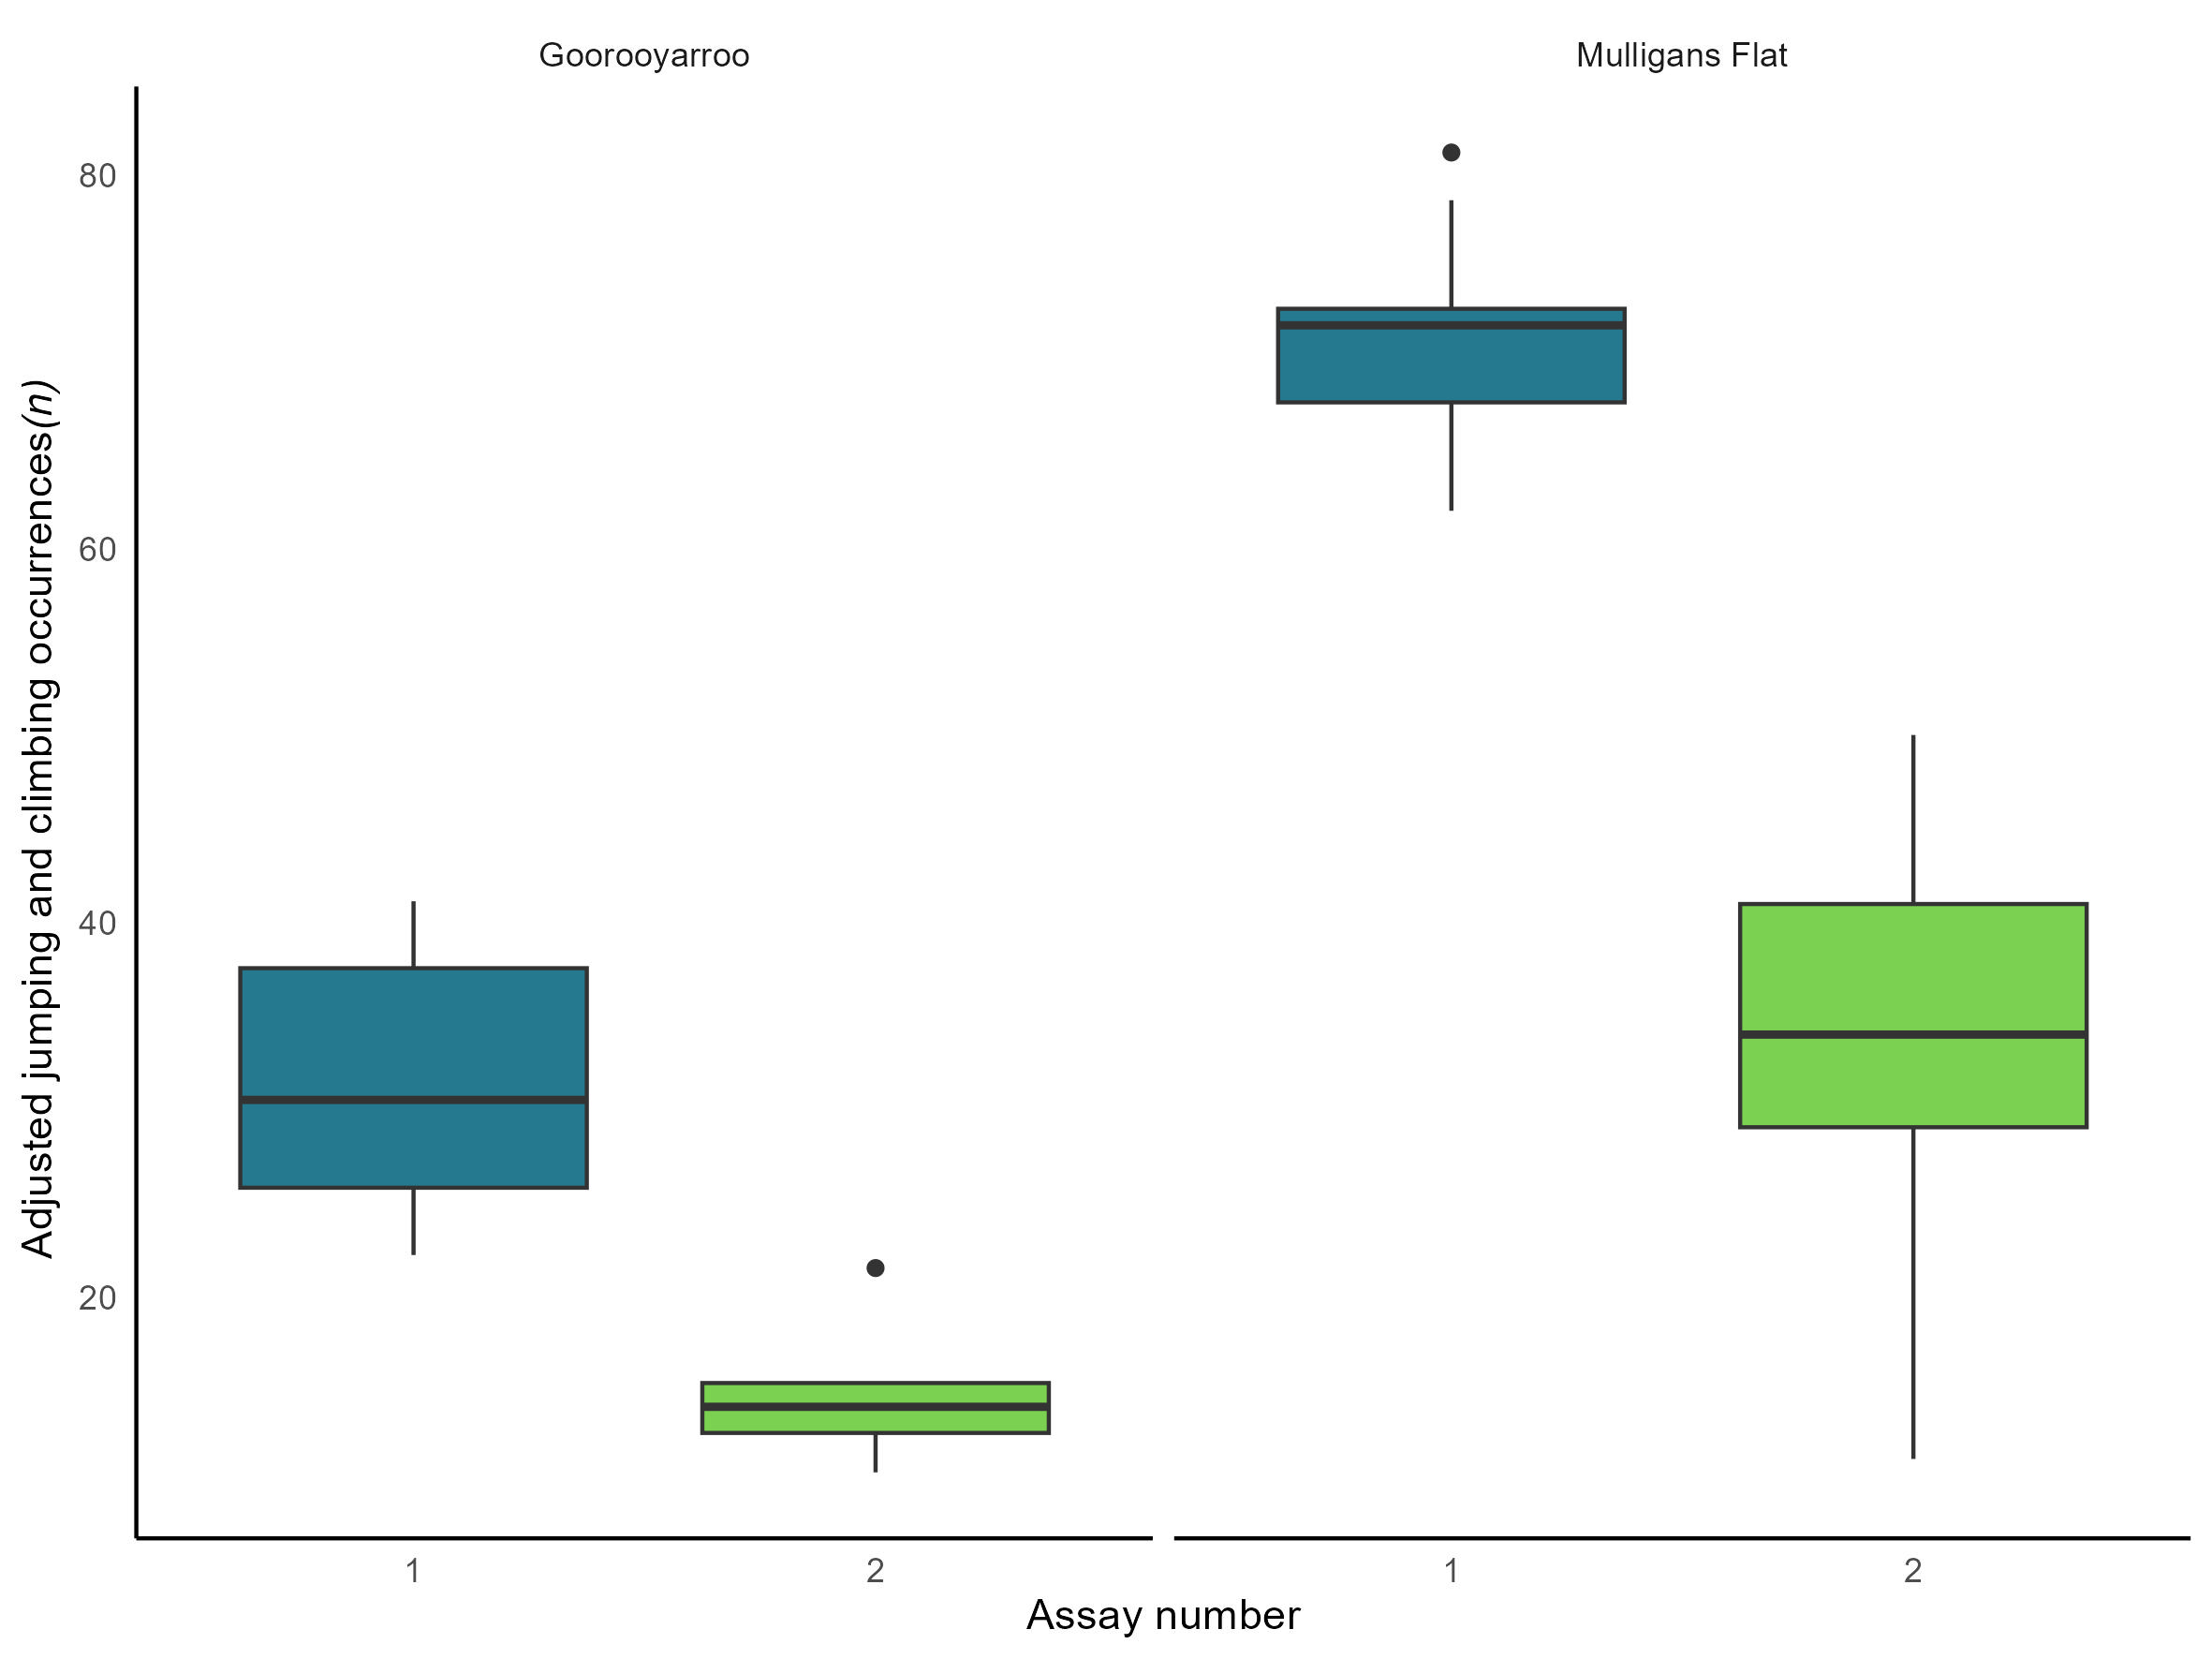 Goorooyarroo
Mulligans Flat
Adjusted jumping and climbing occurrences(n)
80
60
40
20
1
2
1
2
Assay number